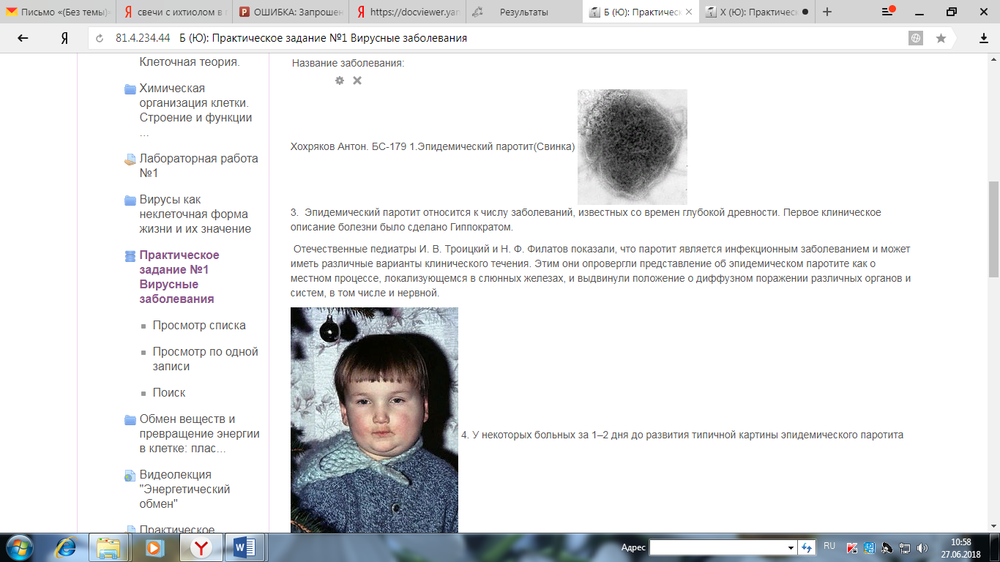 Письмо «(Без темы)»
свечи с ихтиолом в г
ОШИБКА: Запрошен
https://docviewer.yar
Результаты
Б (Ю): Практичесь
Х (Ю): Практичесь
81.4.234.44 Б (Ю): Практическое задание №1 Вирусные заболевания
Клеточная теория.
Химическая
организация клетки.
Строение и функции
...
Лабораторная работа
№1
Вирусы как
неклеточная форма
жизни и их значение
Практическое
задание №1
Вирусные
заболевания
Просмотр списка
Просмотр по одной
записи
Поиск
Обмен веществ и
превращение энергии
в клетке: плас...
Видеолекция
"Энергетический
обмен"
Практическое
Название заболевания:
Хохряков Антон. БС-179 1.Эпидемический паротит(Свинка)
3. Эпидемический паротит относится к числу заболеваний, известных со времен глубокой древности. Первое клиническое
описание болезни было сделано Гиппократом.
Отечественные педиатры И. В. Троицкий и Н. Ф. Филатов показали, что паротит является инфекционным заболеванием и может
иметь различные варианты клинического течения. Этим они опровергли представление об эпидемическом паротите как о
местном процессе, локализующемся в слюнных железах, и выдвинули положение о диффузном поражении различных органов и
систем, в том числе и нервной.
4. У некоторых больных за 1–2 дня до развития типичной картины эпидемического паротита
Адрес
RU
10:58
27.06.2018